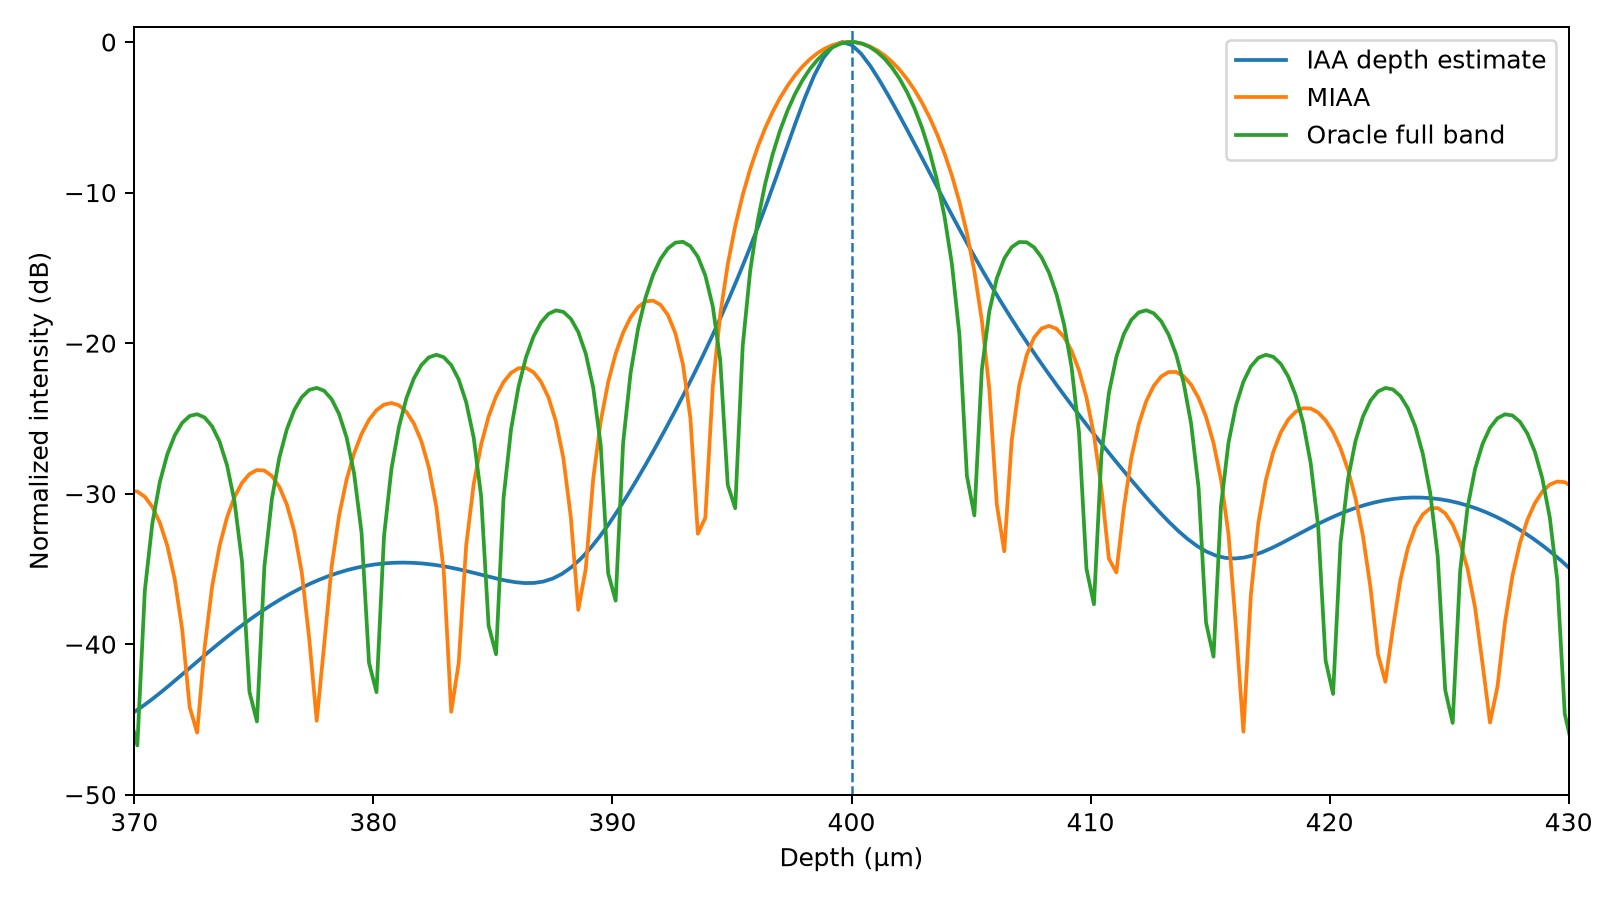 IAA depth estimate
MIAA
Oracle full band
Normalized intensity (dB)
0
−10
−20
−30
−40
−50
370 380 390 400 410 420 430
Depth (μm)